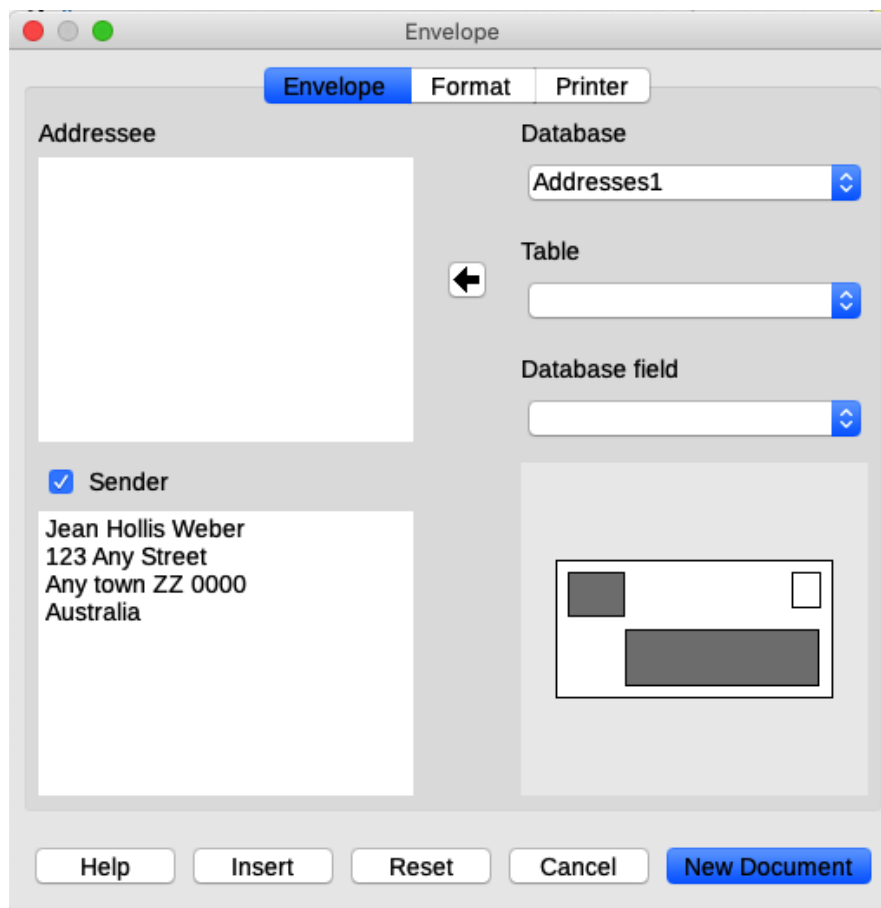 Envelope
Envelope Format Printer
Addressee
Database
Addresses1
Table
Database field
Sender
Jean Hollis Weber
123 Any Street
Any town ZZ 0000
Australia
Help Insert Reset Cancel New Document